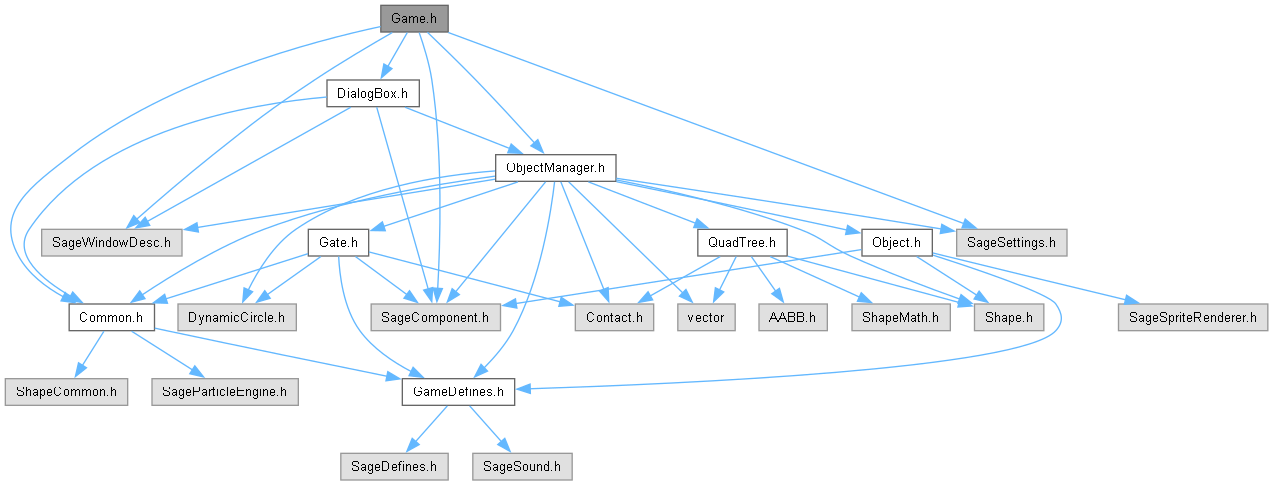 Game.h
DialogBox.h
ObjectManager.h
SageWindowDesc.h
Gate.h
QuadTree.h
Object.h
SageSettings.h
Common.h
DynamicCircle.h
SageComponent.h
Contact.h
vector
AABB.h
ShapeMath.h
Shape.h
SageSpriteRenderer.h
ShapeCommon.h
SageParticleEngine.h
GameDefines.h
SageDefines.h
SageSound.h